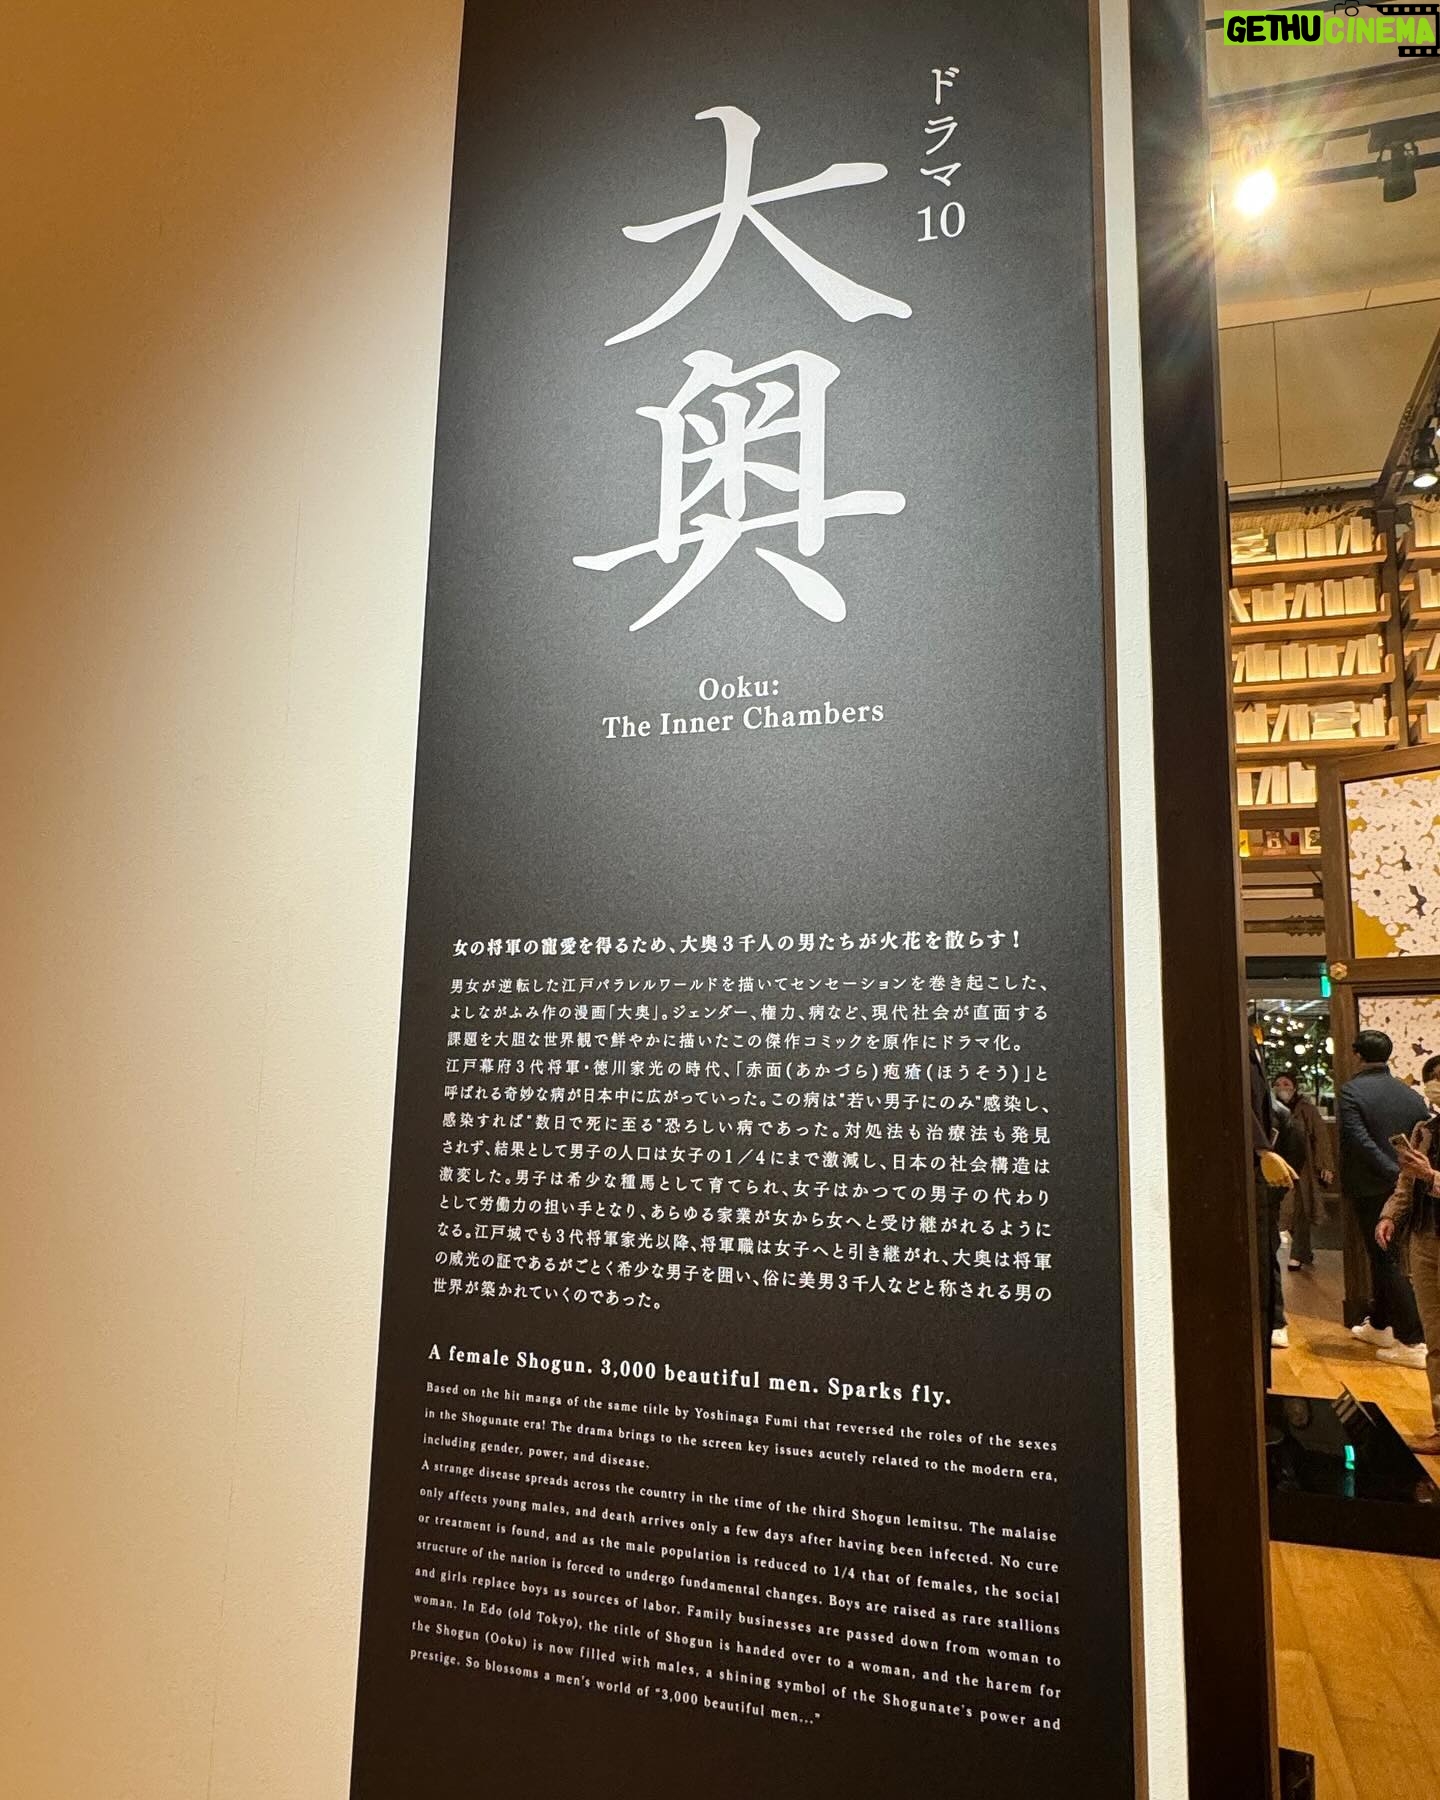 GETHUCINEMA
ドラマ10
大奥
Ooku:
The Inner Chambers
女の将軍の寵愛を得るため、大奥3千人の男たちが火花を散らす！
男女が逆転した江戸パラレルワールドを描いてセンセーションを巻き起こした、
よしながふみ作の漫画「大奥」。ジェンダー、権力、病など、現代社会が直面する
課題を大胆な世界観で鮮やかに描いたこの傑作コミックを原作にドラマ化。
江戸幕府3代将軍・徳川家光の時代、「赤面(あかづら)疱瘡(ほうそう)」と
呼ばれる奇妙な病が日本中に広がっていった。この病は"若い男子にのみ"感染し、
感染すれば"数日で死に至る"恐ろしい病であった。対処法も治療法も発見
されず、結果として男子の人口は女子の1／4にまで激減し、日本の社会構造は
激変した。男子は希少な種馬として育てられ、女子はかつての男子の代わり
として労働力の担い手となり、あらゆる家業が女から女へと受け継がれるように
なる。江戸城でも3代将軍家光以降、将軍職は女子へと引き継がれ、大奥は将軍
の威光の証であるがごとく希少な男子を囲い、俗に美男3千人などと称される男の
世界が築かれていくのであった。
A female Shogun. 3,000 beautiful men. Sparks fly.
Based on the hit manga of the same title by Yoshinaga Fumi that reversed the roles of the sexes
in the Shogunate era! The drama brings to the screen key issues acutely related to the modern era,
including gender, power, and disease.
A strange disease spreads across the country in the time of the third Shogun Iemitsu. The malaise
only affects young males, and death arrives only a few days after having been infected. No cure
or treatment is found, and as the male population is reduced to 1/4 that of females, the social
structure of the nation is forced to undergo fundamental changes. Boys are raised as rare stallions
and girls replace boys as sources of labor. Family businesses are passed down from woman to
woman. In Edo (old Tokyo), the title of Shogun is handed over to a woman, and the harem for
the Shogun (Ooku) is now filled with males, a shining symbol of the Shogunate's power and
prestige. So blossoms a men's world of "3,000 beautiful men..."